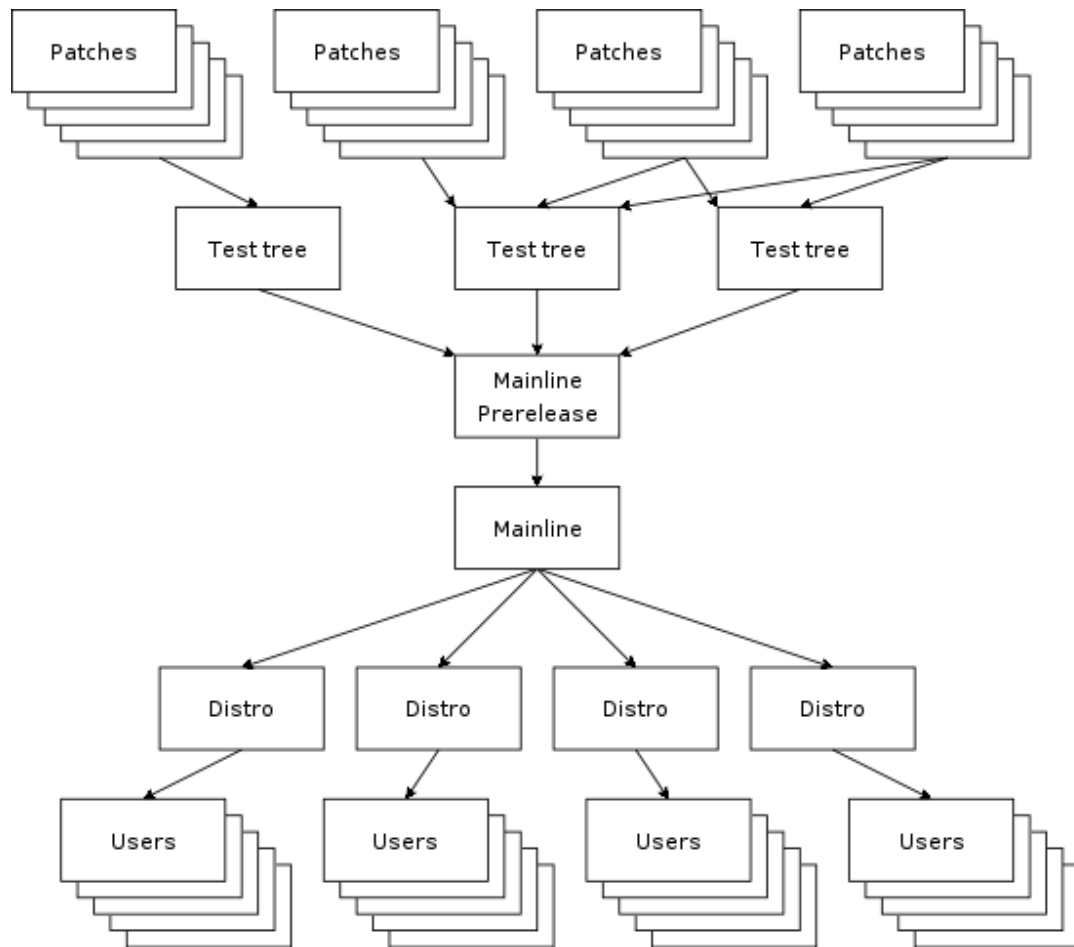 Patches
Patches
Patches
Patches
Test tree
Test tree
Test tree
Mainline
Prerelease
Mainline
Distro
Distro
Distro
Distro
Users
Users
Users
Users